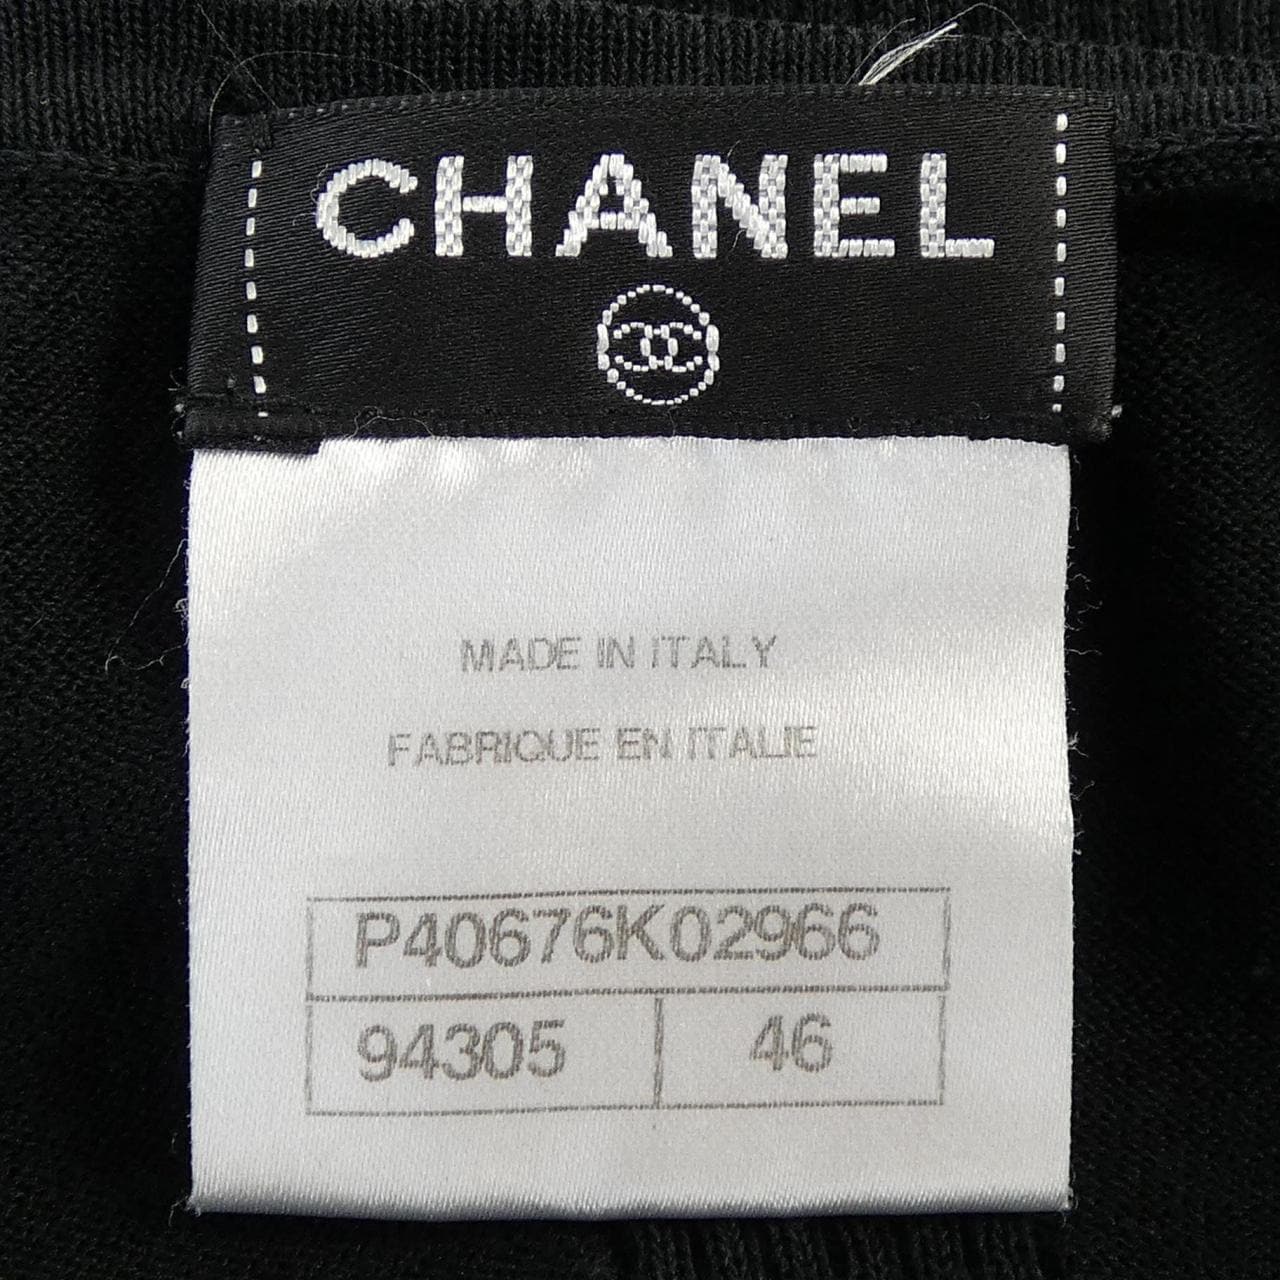 CHANEL
MADE IN ITALY
FABRIQUE EN ITALIE
P40676K02966
94305 46